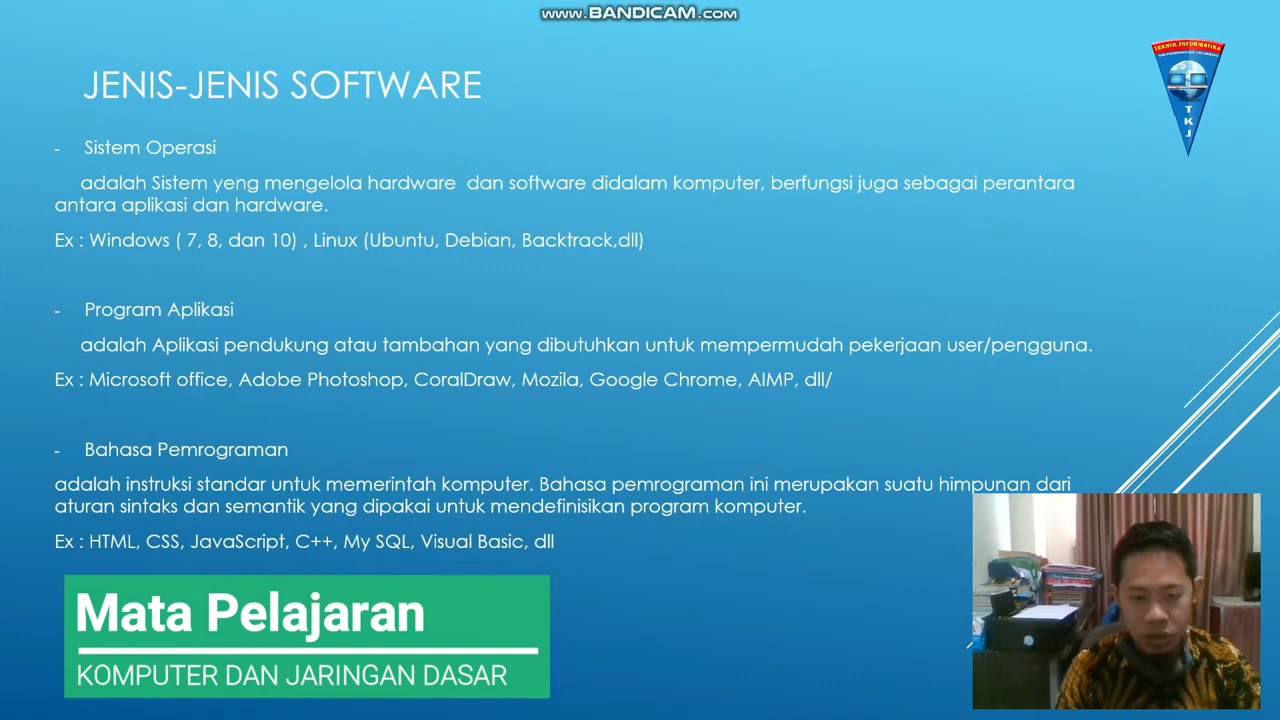 www.BANDICAM.com
TEKNIK INFORMATIKA
TKJ
JENIS-JENIS SOFTWARE
- Sistem Operasi
adalah Sistem yeng mengelola hardware dan software didalam komputer, berfungsi juga sebagai perantara
antara aplikasi dan hardware.
Ex : Windows ( 7, 8, dan 10) , Linux (Ubuntu, Debian, Backtrack,dll)
- Program Aplikasi
adalah Aplikasi pendukung atau tambahan yang dibutuhkan untuk mempermudah pekerjaan user/pengguna.
Ex : Microsoft office, Adobe Photoshop, CoralDraw, Mozila, Google Chrome, AIMP, dll/
- Bahasa Pemrograman
adalah instruksi standar untuk memerintah komputer. Bahasa pemrograman ini merupakan suatu himpunan dari
aturan sintaks dan semantik yang dipakai untuk mendefinisikan program komputer.
Ex : HTML, CSS, JavaScript, C++, My SQL, Visual Basic, dll
Mata Pelajaran
KOMPUTER DAN JARINGAN DASAR